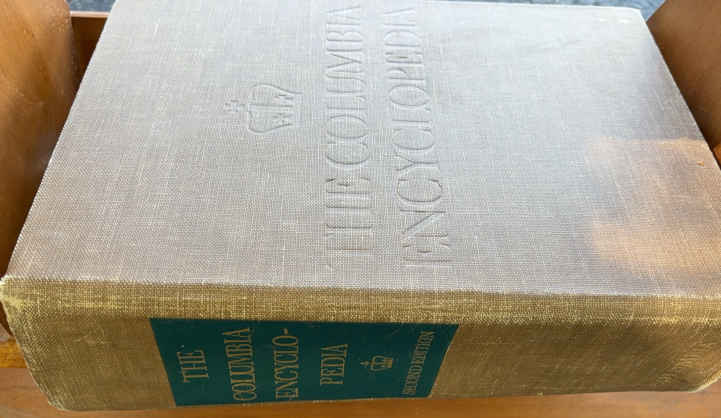 THE COLUMBIA
ENCYCLOPEDIA
THE
COLUMBIA
ENCYCLO-
PEDIA
SECOND EDITION